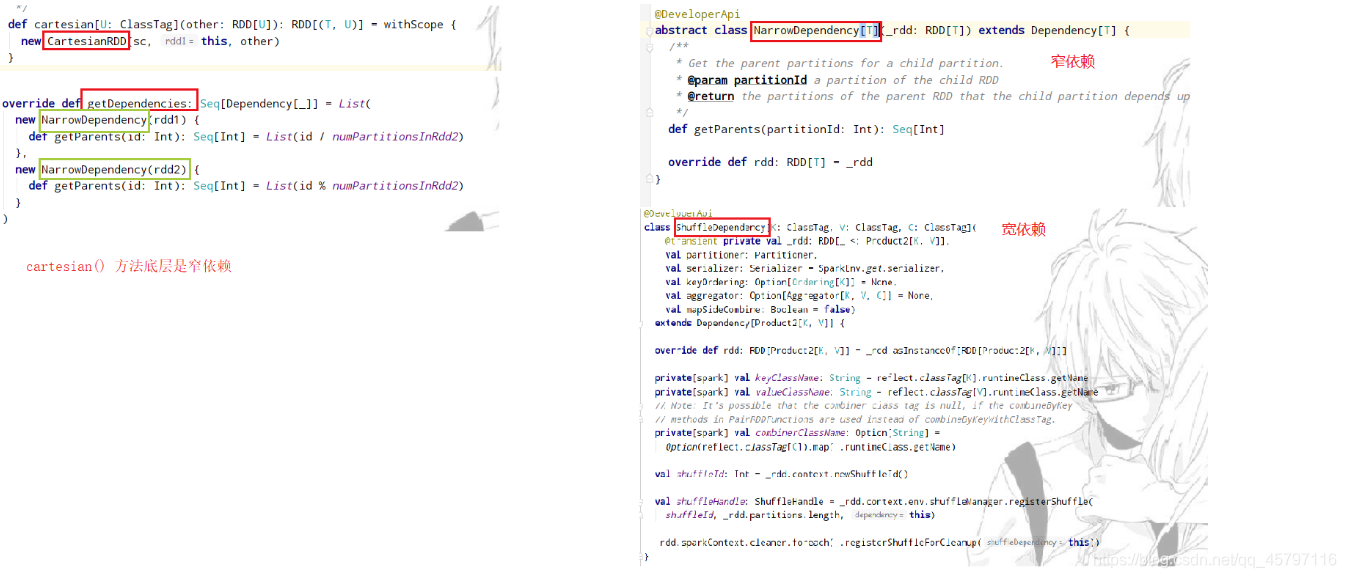 */
def cartesian[U: ClassTag](other: RDD[U]): RDD[(T, U)] = withScope {
new CartesianRDD(sc, rdd1 = this, other)
}
override def getDependencies: Seq[Dependency[_]] = List(
new NarrowDependency(rdd1) {
def getParents(id: Int): Seq[Int] = List(id / numPartitionsInRdd2)
},
new NarrowDependency(rdd2) {
def getParents(id: Int): Seq[Int] = List(id % numPartitionsInRdd2)
}
)
cartesian() 方法底层是窄依赖
@DeveloperApi
abstract class NarrowDependency[T](_rdd: RDD[T]) extends Dependency[T] {
/**
* Get the parent partitions for a child partition.
* @param partitionId a partition of the child RDD
* @return the partitions of the parent RDD that the child partition depends up
*/
def getParents(partitionId: Int): Seq[Int]
override def rdd: RDD[T] = _rdd
}
窄依赖
@DeveloperApi
class ShuffleDependency[K: ClassTag, V: ClassTag, C: ClassTag](
@transient private val _rdd: RDD[_ <: Product2[K, V]],
val partitioner: Partitioner,
val serializer: Serializer = SparkEnv.get.serializer,
val keyOrdering: Option[Ordering[K]] = None,
val aggregator: Option[Aggregator[K, V, C]] = None,
val mapSideCombine: Boolean = false)
extends Dependency[Product2[K, V]] {
宽依赖
override def rdd: RDD[Product2[K, V]] = _rdd.asInstanceOf[RDD[Product2[K, V]]]
private[spark] val keyClassName: String = reflect.classTag[K].runtimeClass.getName
private[spark] val valueClassName: String = reflect.classTag[V].runtimeClass.getName
// Note: It's possible that the combiner class tag is null, if the combineByKey
// methods in PairRDDFunctions are used instead of combineByKeyWithClassTag.
private[spark] val combinerClassName: Option[String] =
Option(reflect.classTag[C]).map(_.runtimeClass.getName)
val shuffleId: Int = _rdd.context.newShuffleId()
val shuffleHandle: ShuffleHandle = _rdd.context.env.shuffleManager.registerShuffle(
shuffleId, _rdd.partitions.length, dependency = this)
_rdd.sparkContext.cleaner.foreach(_.registerShuffleForCleanup( shuffleDependency = this))
}
https://blog.csdn.net/qq_45797116